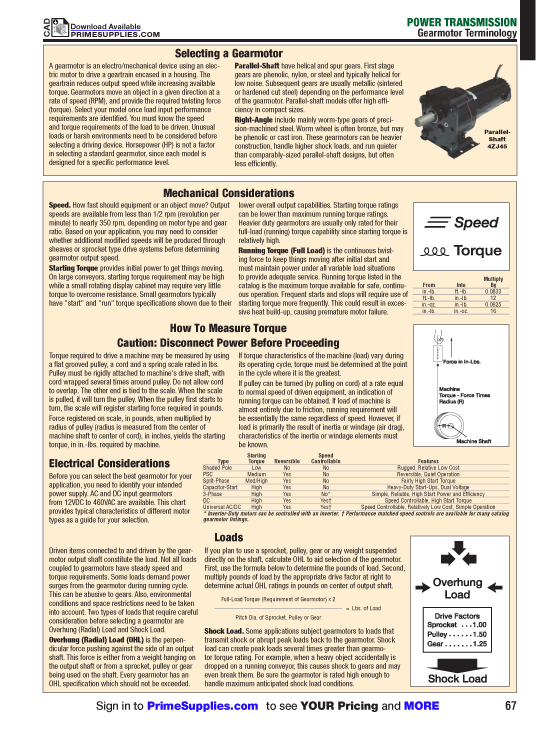 CAD
Download Available
PRIMESUPPLIES.COM
POWER TRANSMISSION
Gearmotor Terminology
Selecting a Gearmotor
A gearmotor is an electro/mechanical device using an elec-
tric motor to drive a geartrain encased in a housing. The
geartrain reduces output speed while increasing available
torque. Gearmotors move an object in a given direction at a
rate of speed (RPM), and provide the required twisting force
(torque). Select your model once load input performance
requirements are identified. You must know the speed
and torque requirements of the load to be driven. Unusual
loads or harsh environments need to be considered before
selecting a driving device. Horsepower (HP) is not a factor
in selecting a standard gearmotor, since each model is
designed for a specific performance level.
Parallel-Shaft have helical and spur gears. First stage
gears are phenolic, nylon, or steel and typically helical for
low noise. Subsequent gears are usually metallic (sintered
or hardened cut steel) depending on the performance level
of the gearmotor. Parallel-shaft models offer high effi-
ciency in compact sizes.
Right-Angle include mainly worm-type gears of preci-
sion-machined steel. Worm wheel is often bronze, but may
be phenolic or cast iron. These gearmotors can be heavier
construction, handle higher shock loads, and run quieter
than comparably-sized parallel-shaft designs, but often
less efficiently.
Parallel-
Shaft
4ZJ45
Mechanical Considerations
Speed. How fast should equipment or an object move? Output
speeds are available from less than 1/2 rpm (revolution per
minute) to nearly 350 rpm, depending on motor type and gear
ratio. Based on your application, you may need to consider
whether additional modified speeds will be produced through
sheaves or sprocket type drive systems before determining
gearmotor output speed.
Starting Torque provides initial power to get things moving.
On large conveyors, starting torque requirement may be high
while a small rotating display cabinet may require very little
torque to overcome resistance. Small gearmotors typically
have "start" and "run" torque specifications shown due to their
lower overall output capabilities. Starting torque ratings
can be lower than maximum running torque ratings.
Heavier duty gearmotors are usually only rated for their
full-load (running) torque capability since starting torque is
relatively high.
Running Torque (Full Load) is the continuous twist-
ing force to keep things moving after initial start and
must maintain power under all variable load situations
to provide adequate service. Running torque listed in the
catalog is the maximum torque available for safe, continu-
ous operation. Frequent starts and stops will require use of
starting torque more frequently. This could result in exces-
sive heat build-up, causing premature motor failure.
Speed
Torque
From Into Multiply By
in.-lb. ft.-lb. 0.0833
ft.-lb. in.-lb. 12
in.-oz. in.-lb. 0.0625
in.-lb. in.-oz. 16
How To Measure Torque
Caution: Disconnect Power Before Proceeding
Torque required to drive a machine may be measured by using
a flat grooved pulley, a cord and a spring scale rated in lbs.
Pulley must be rigidly attached to machine's drive shaft, with
cord wrapped several times around pulley. Do not allow cord
to overlap. The other end is tied to the scale. When the scale
is pulled, it will turn the pulley. When the pulley first starts to
turn, the scale will register starting force required in pounds.
Force registered on scale, in pounds, when multiplied by
radius of pulley (radius is measured from the center of
machine shaft to center of cord), in inches, yields the starting
torque, in in.-lbs. required by machine.
If torque characteristics of the machine (load) vary during
its operating cycle, torque must be determined at the point
in the cycle where it is the greatest.
If pulley can be turned (by pulling on cord) at a rate equal
to normal speed of driven equipment, an indication of
running torque can be obtained. If load of machine is
almost entirely due to friction, running requirement will
be essentially the same regardless of speed. However, if
load is primarily the result of inertia or windage (air drag),
characteristics of the inertia or windage elements must
be known.
Force in In-Lbs.
Machine
Torque - Force Times
Radius (R)
R
Machine Shaft
Electrical Considerations
Before you can select the best gearmotor for your
application, you need to identify your intended
power supply. AC and DC input gearmotors
from 12VDC to 460VAC are available. This chart
provides typical characteristics of different motor
types as a guide for your selection.
Type Starting Torque Reversible Speed Controllable Features
Shaded Pole Low No No Rugged, Relative Low Cost
PSC Medium Yes No Reversible, Quiet Operation
Split-Phase Med/High Yes No Fairly High Start Torque
Capacitor-Start High Yes No Heavy-Duty Start-Ups, Dual Voltage
3-Phase High Yes No* Simple, Reliable, High Start Power and Efficiency
DC High Yes Yes† Speed Controllable, High Start Torque
Universal AC/DC High Yes Yes† Speed Controllable, Relatively Low Cost, Simple Operation
* Inverter-Duty motors can be controlled with an inverter. † Performance matched speed controls are available for many catalog
gearmotor listings.
Loads
Driven items connected to and driven by the gear-
motor output shaft constitute the load. Not all loads
coupled to gearmotors have steady speed and
torque requirements. Some loads demand power
surges from the gearmotor during running cycle.
This can be abusive to gears. Also, environmental
conditions and space restrictions need to be taken
into account. Two types of loads that require careful
consideration before selecting a gearmotor are
Overhung (Radial) Load and Shock Load.
Overhung (Radial) Load (OHL) is the perpen-
dicular force pushing against the side of an output
shaft. This force is either from a weight hanging on
the output shaft or from a sprocket, pulley or gear
being used on the shaft. Every gearmotor has an
OHL specification which should not be exceeded.
If you plan to use a sprocket, pulley, gear or any weight suspended
directly on the shaft, calculate OHL to aid selection of the gearmotor.
First, use the formula below to determine the pounds of load. Second,
multiply pounds of load by the appropriate drive factor at right to
determine actual OHL ratings in pounds on center of output shaft.
Full-Load Torque (Requirement of Gearmotor) x 2
= Lbs. of Load
Pitch Dia. of Sprocket, Pulley or Gear
Shock Load. Some applications subject gearmotors to loads that
transmit shock or abrupt peak loads back to the gearmotor. Shock
load can create peak loads several times greater than gearmo-
tor torque rating. For example, when a heavy object accidentally is
dropped on a running conveyor, this causes shock to gears and may
even break them. Be sure the gearmotor is rated high enough to
handle maximum anticipated shock load conditions.
Overhung
Load
Drive Factors
Sprocket . . .1.00
Pulley . . . . . .1.50
Gear . . . . . . .1.25
Shock Load
Sign in to PrimeSupplies.com to see YOUR Pricing and MORE
67